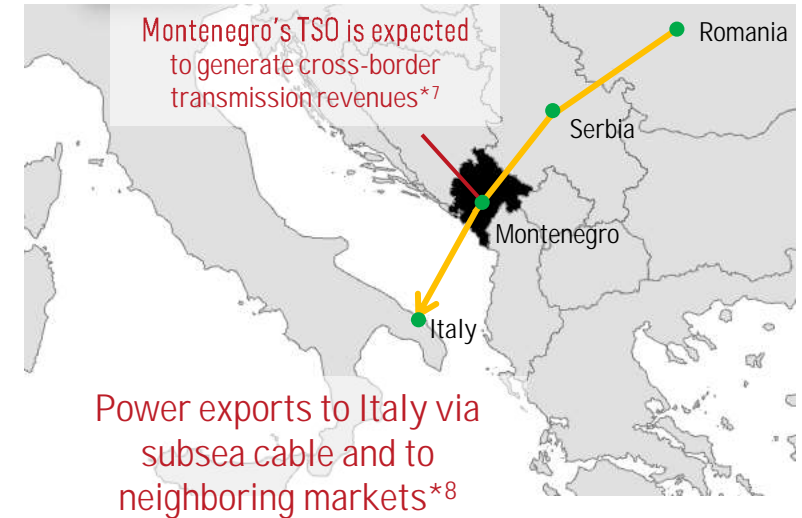 Montenegro's TSO is expected
to generate cross-border
transmission revenues*7
Romania
Serbia
Montenegro
Italy
Power exports to Italy via
subsea cable and to
neighboring markets*8